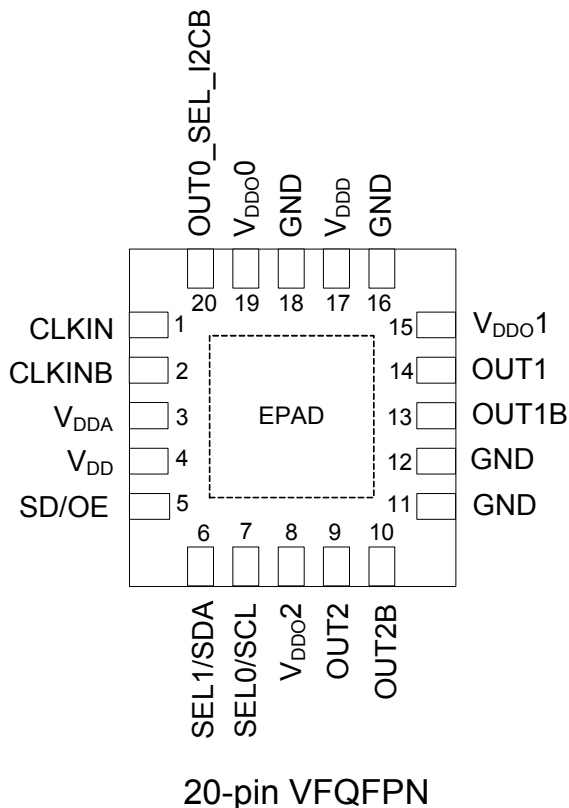 OUT0_SEL_I2CB
VDDO0
GND
VDDD
GND
20 19 18 17 16
CLKIN 1
CLKINB 2
VDDA 3
VDD 4
SD/OE 5
EPAD
15 VDDO1
14 OUT1
13 OUT1B
12 GND
11 GND
6 7 8 9 10
SEL1/SDA
SEL0/SCL
VDDO2
OUT2
OUT2B
20-pin VFQFPN